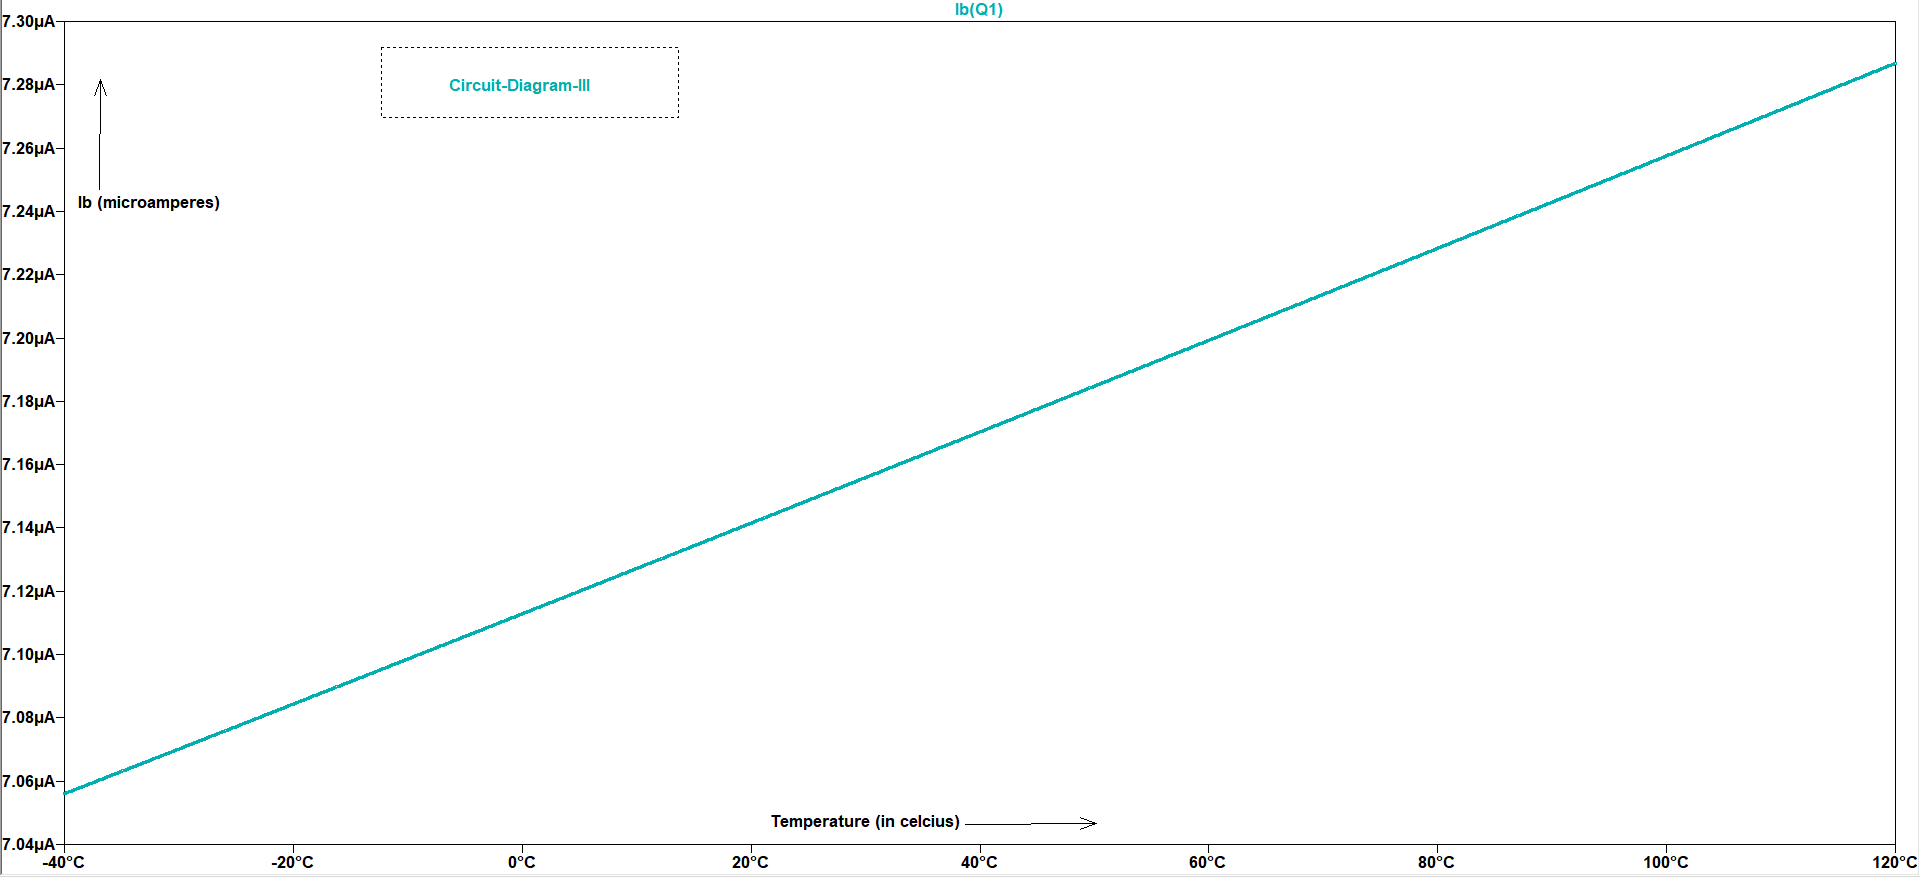 Ib(Q1)
7.30µA
7.28µA
7.26µA
7.24µA
7.22µA
7.20µA
7.18µA
7.16µA
7.14µA
7.12µA
7.10µA
7.08µA
7.06µA
7.04µA
Circuit-Diagram-III
Ib (microamperes)
Temperature (in celcius)
-40°C -20°C 0°C 20°C 40°C 60°C 80°C 100°C 120°C